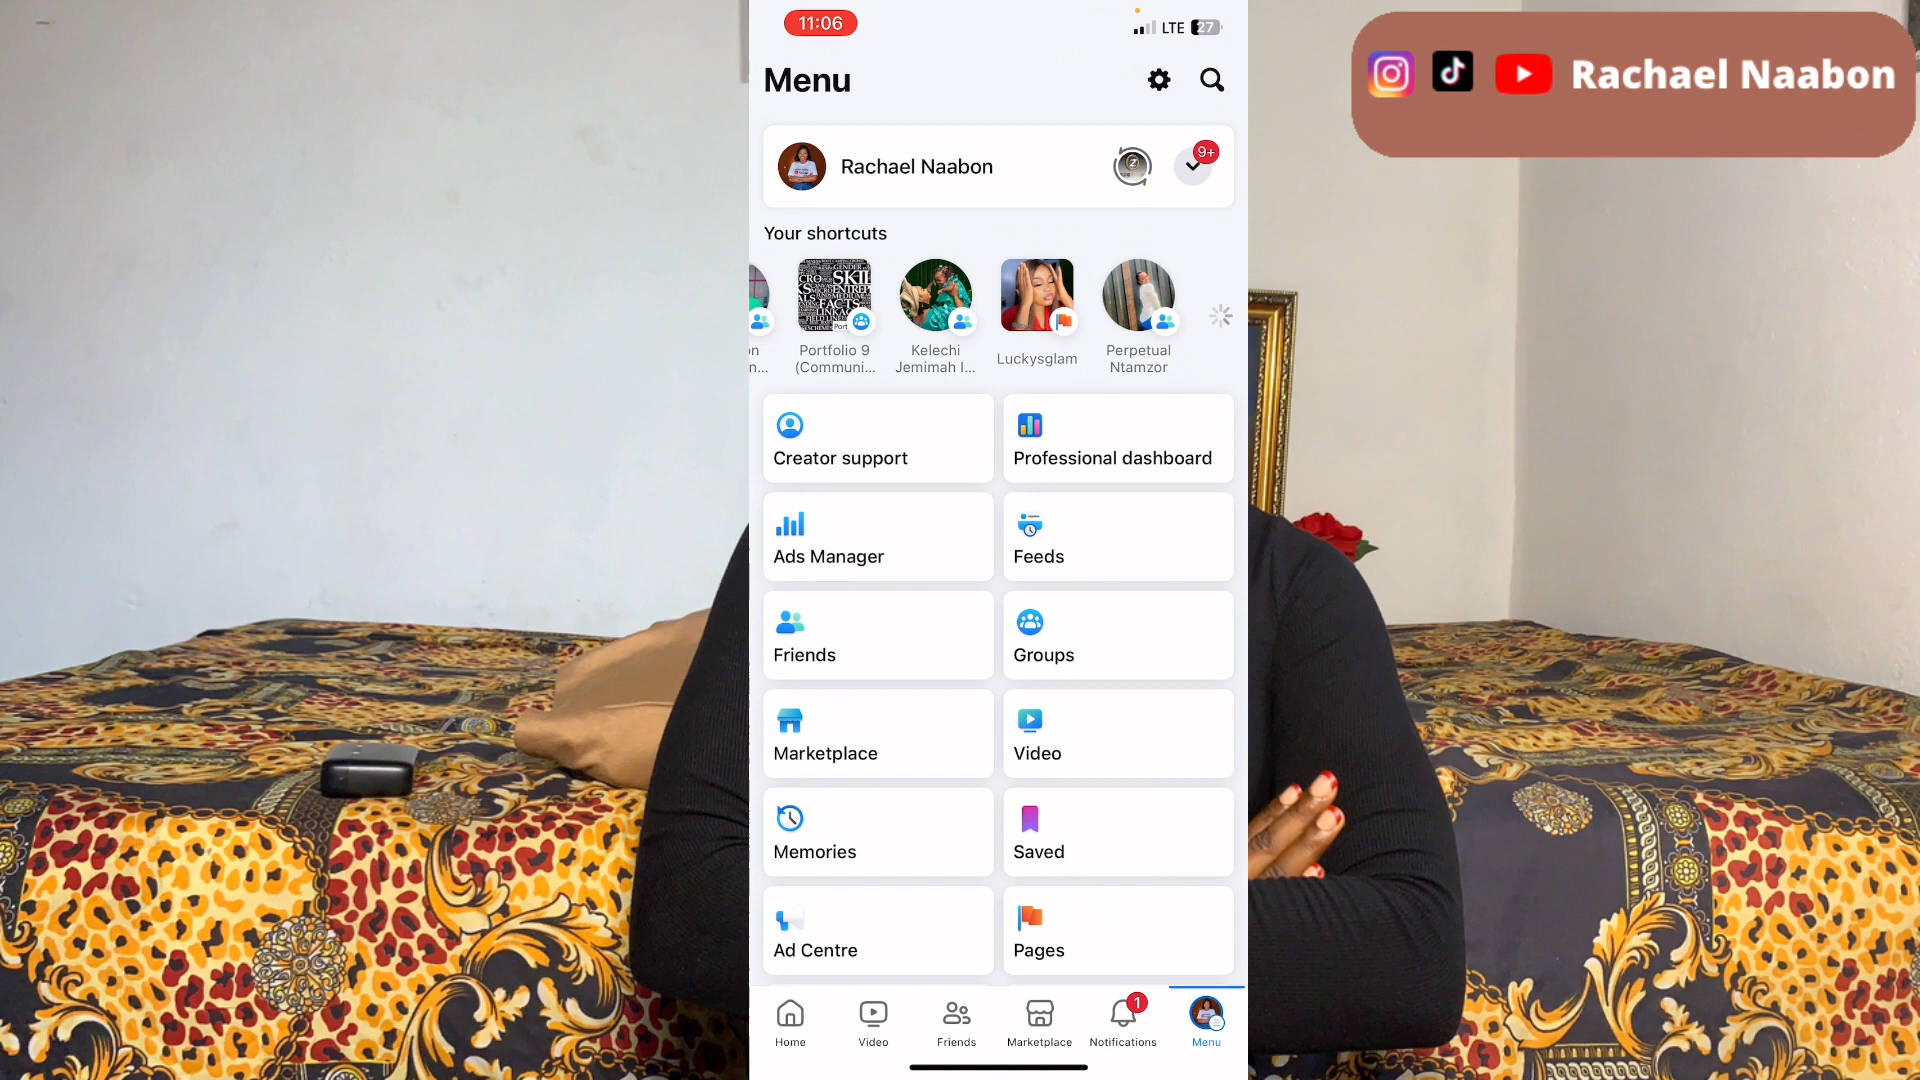 11:06
LTE
27
Menu
Rachael Naabon
9+
Your shortcuts
Portfolio 9
(Communi...
Kelechi
Jemimah I...
Luckysglam
Perpetual
Ntamzor
Creator support
Professional dashboard
Ads Manager
Feeds
Friends
Groups
Marketplace
Video
Memories
Saved
Ad Centre
Pages
Home
Video
Friends
Marketplace
1
Notifications
Menu
Rachael Naabon